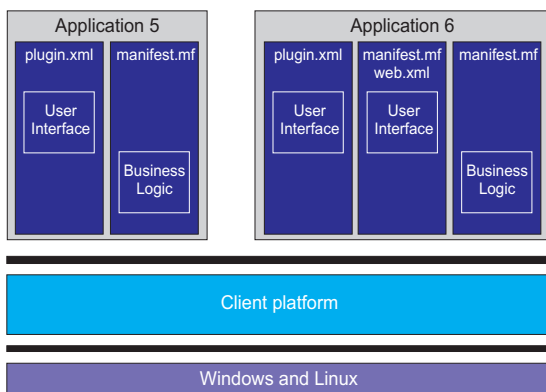 Application 5
plugin.xml
manifest.mf
User
Interface
Business
Logic
Application 6
plugin.xml
manifest.mf
web.xml
manifest.mf
User
Interface
User
Interface
Business
Logic
Client platform
Windows and Linux